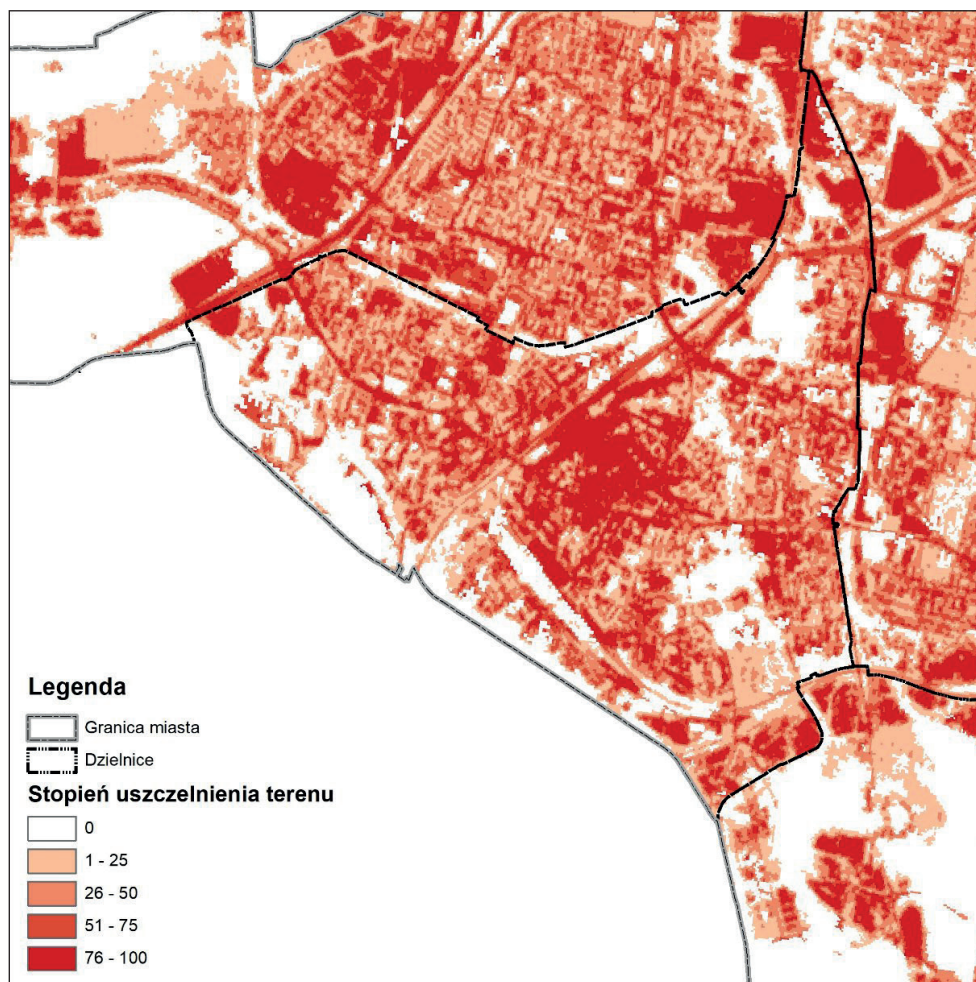 Legenda
Granica miasta
Dzielnice
Stopień uszczelnienia terenu
0
1 - 25
26 - 50
51 - 75
76 - 100